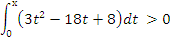 ∫₀ˣ(3t² − 18t + 8)dt > 0